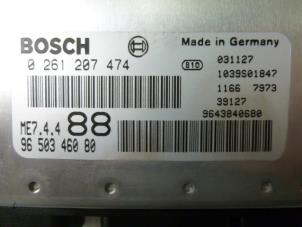 BOSCH
Made in Germany
0 261 207 474
B10
031127
1039S01847
1166 7973
39127
9643840680
ME7.4.4 88
96 503 460 80